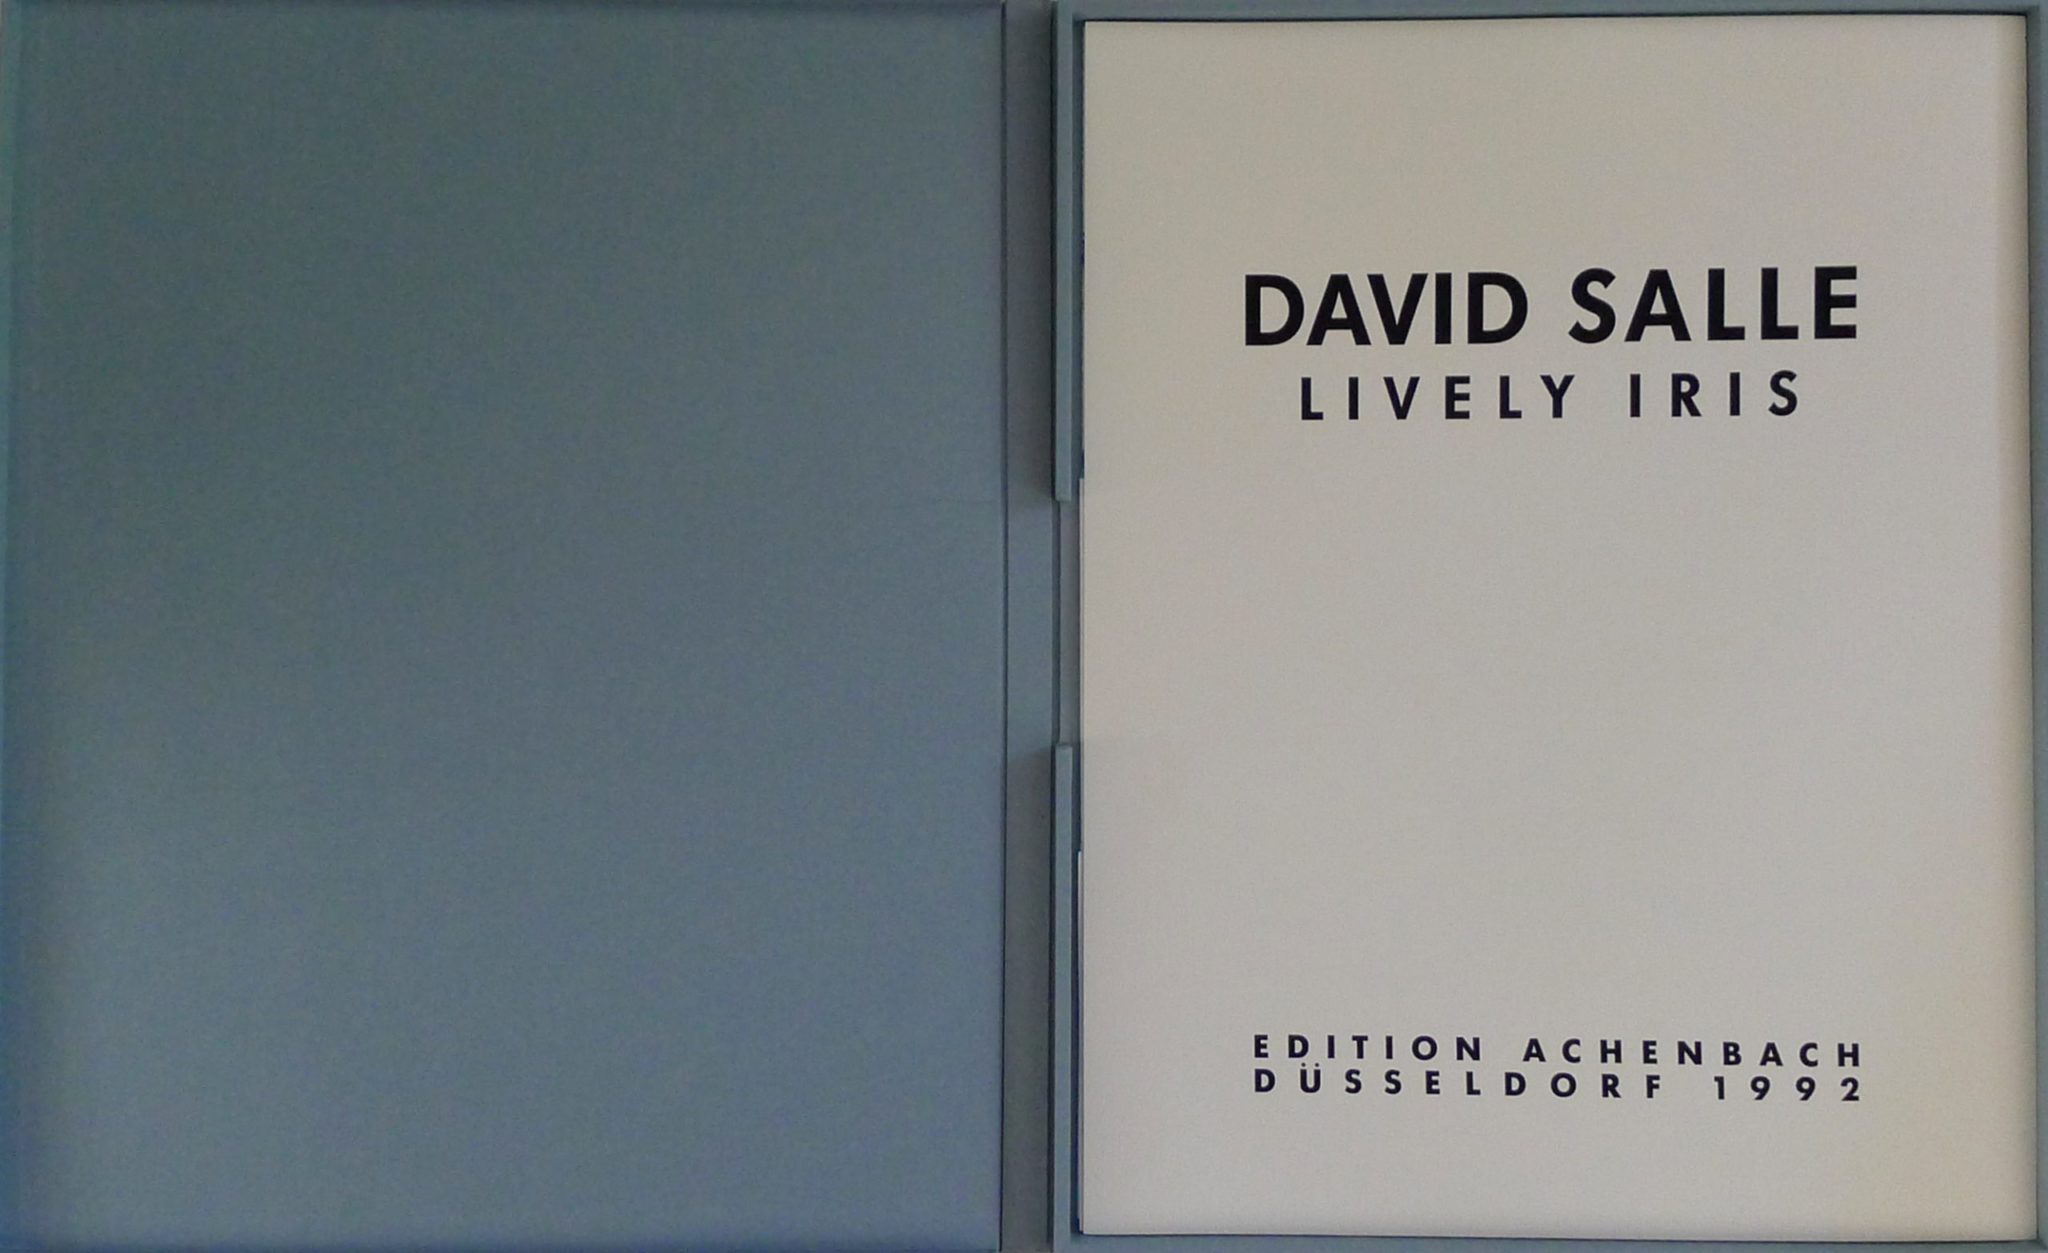 DAVID SALLE
LIVELY IRIS
EDITION ACHENBACH
DÜSSELDORF 1992